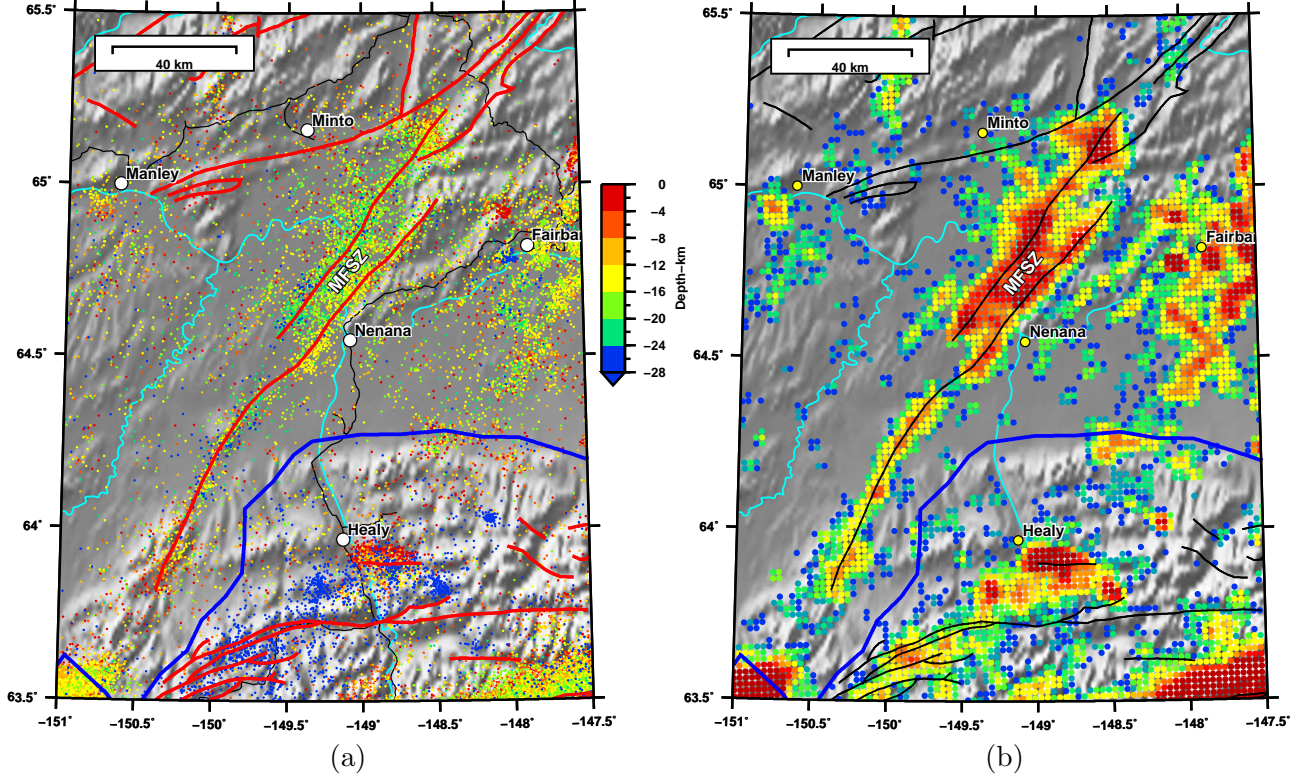 65.5˚
65˚
64.5˚
64˚
63.5˚
40 km
Minto
Manley
Fairba
MFSZ
Nenana
Healy
−151˚
−150.5˚
−150˚
−149.5˚
−149˚
−148.5˚
−148˚
−147.5˚
(a)
0
−4
−8
−12
−16
−20
−24
−28
Depth−km
65.5˚
65˚
64.5˚
64˚
63.5˚
40 km
Minto
Manley
Fairbar
MFSZ
Nenana
Healy
−151˚
−150.5˚
−150˚
−149.5˚
−149˚
−148.5˚
−148˚
−147.5˚
(b)